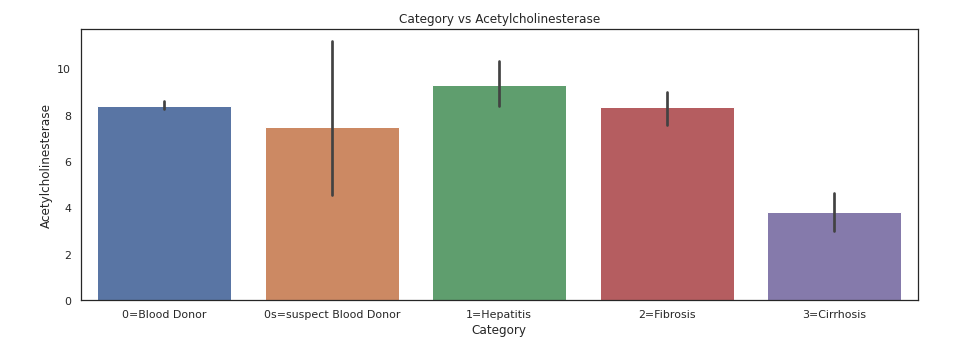 Category vs Acetylcholinesterase
Acetylcholinesterase
10
8
6
4
2
0
0=Blood Donor
0s=suspect Blood Donor
1=Hepatitis
2=Fibrosis
3=Cirrhosis
Category